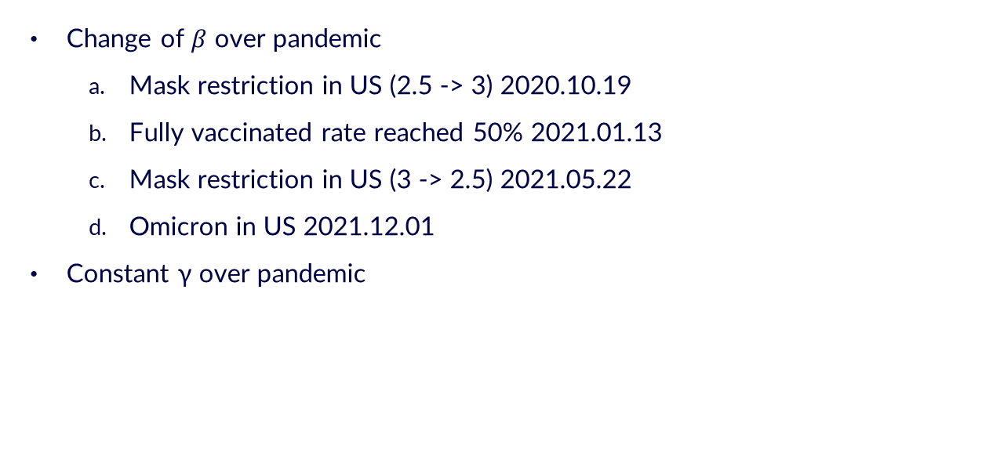 • Change of β over pandemic
a. Mask restriction in US (2.5 -> 3) 2020.10.19
b. Fully vaccinated rate reached 50% 2021.01.13
c. Mask restriction in US (3 -> 2.5) 2021.05.22
d. Omicron in US 2021.12.01
• Constant γ over pandemic